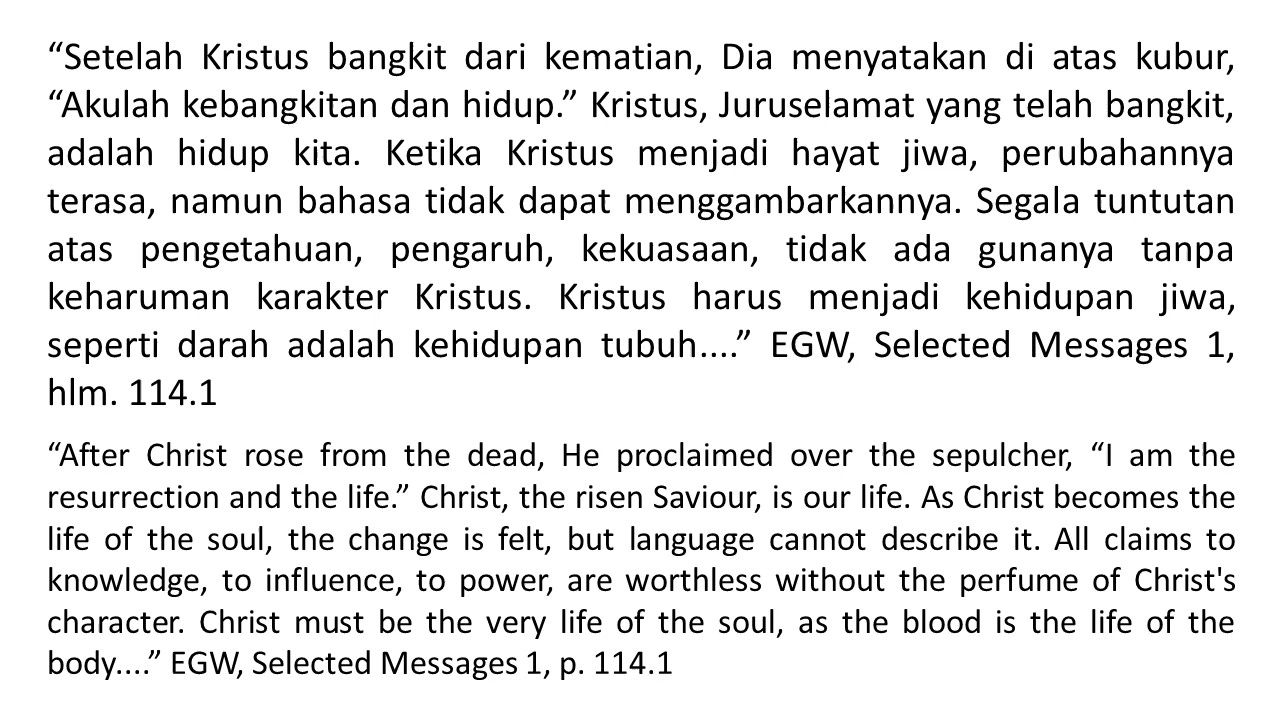 “Setelah Kristus bangkit dari kematian, Dia menyatakan di atas kubur,
“Akulah kebangkitan dan hidup.” Kristus, Juruselamat yang telah bangkit,
adalah hidup kita. Ketika Kristus menjadi hayat jiwa, perubahannya
terasa, namun bahasa tidak dapat menggambarkannya. Segala tuntutan
atas pengetahuan, pengaruh, kekuasaan, tidak ada gunanya tanpa
keharuman karakter Kristus. Kristus harus menjadi kehidupan jiwa,
seperti darah adalah kehidupan tubuh....” EGW, Selected Messages 1,
hlm. 114.1
“After Christ rose from the dead, He proclaimed over the sepulcher, “I am the
resurrection and the life.” Christ, the risen Saviour, is our life. As Christ becomes the
life of the soul, the change is felt, but language cannot describe it. All claims to
knowledge, to influence, to power, are worthless without the perfume of Christ's
character. Christ must be the very life of the soul, as the blood is the life of the
body....” EGW, Selected Messages 1, p. 114.1